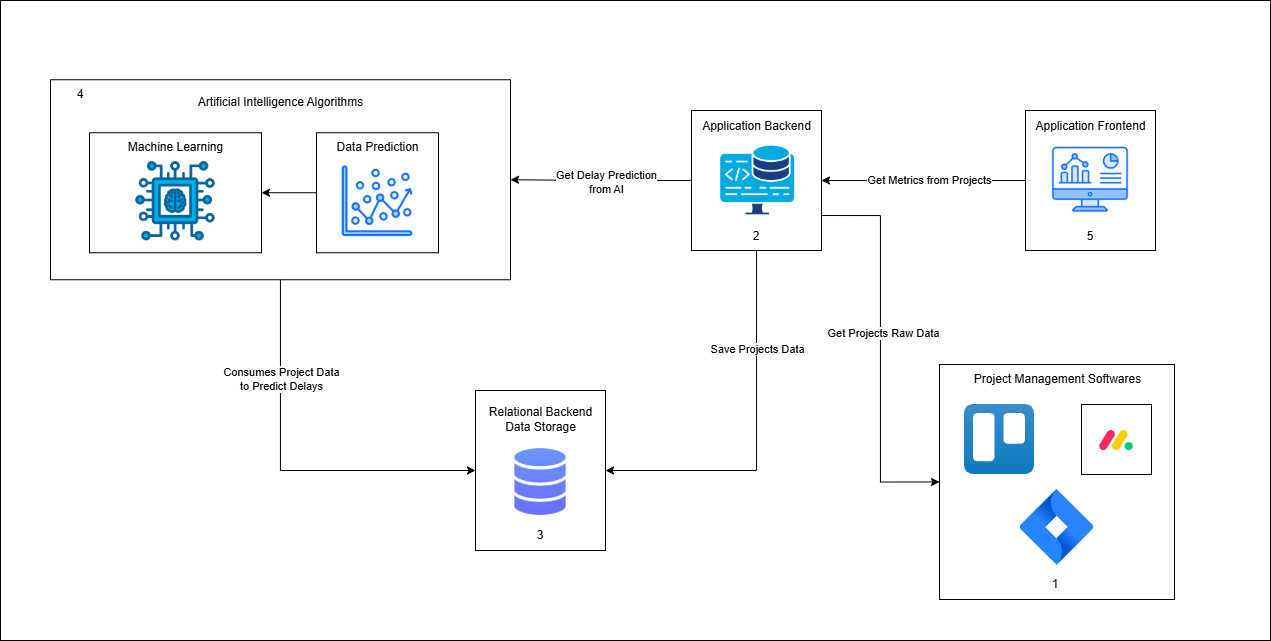 4
Artificial Intelligence Algorithms
Machine Learning
Data Prediction
Get Delay Prediction
from AI
Application Backend
</>
2
Get Metrics from Projects
Application Frontend
5
Consumes Project Data
to Predict Delays
Save Projects Data
Get Projects Raw Data
Relational Backend
Data Storage
3
Project Management Softwares
1